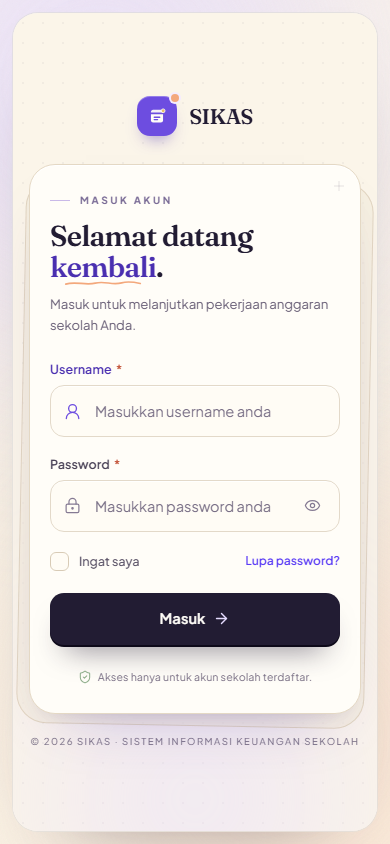 SIKAS
MASUK AKUN
Selamat datang
kembali.
Masuk untuk melanjutkan pekerjaan anggaran
sekolah Anda.
Username *
Masukkan username anda
Password *
Masukkan password anda
Ingat saya
Lupa password?
Masuk →
Akses hanya untuk akun sekolah terdaftar.
© 2026 SIKAS · SISTEM INFORMASI KEUANGAN SEKOLAH